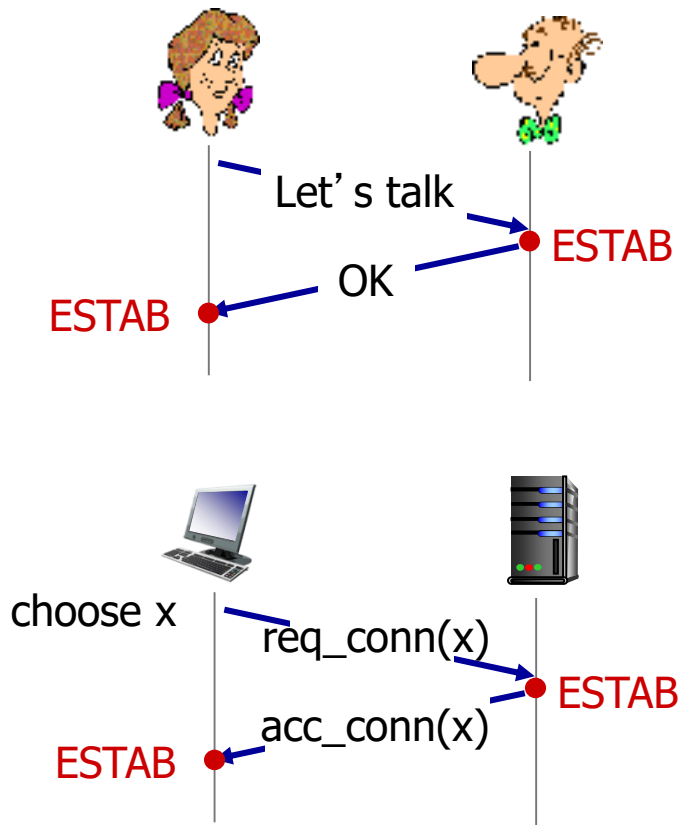 Let’ s talk
ESTAB
OK
ESTAB
choose x
req_conn(x)
ESTAB
acc_conn(x)
ESTAB